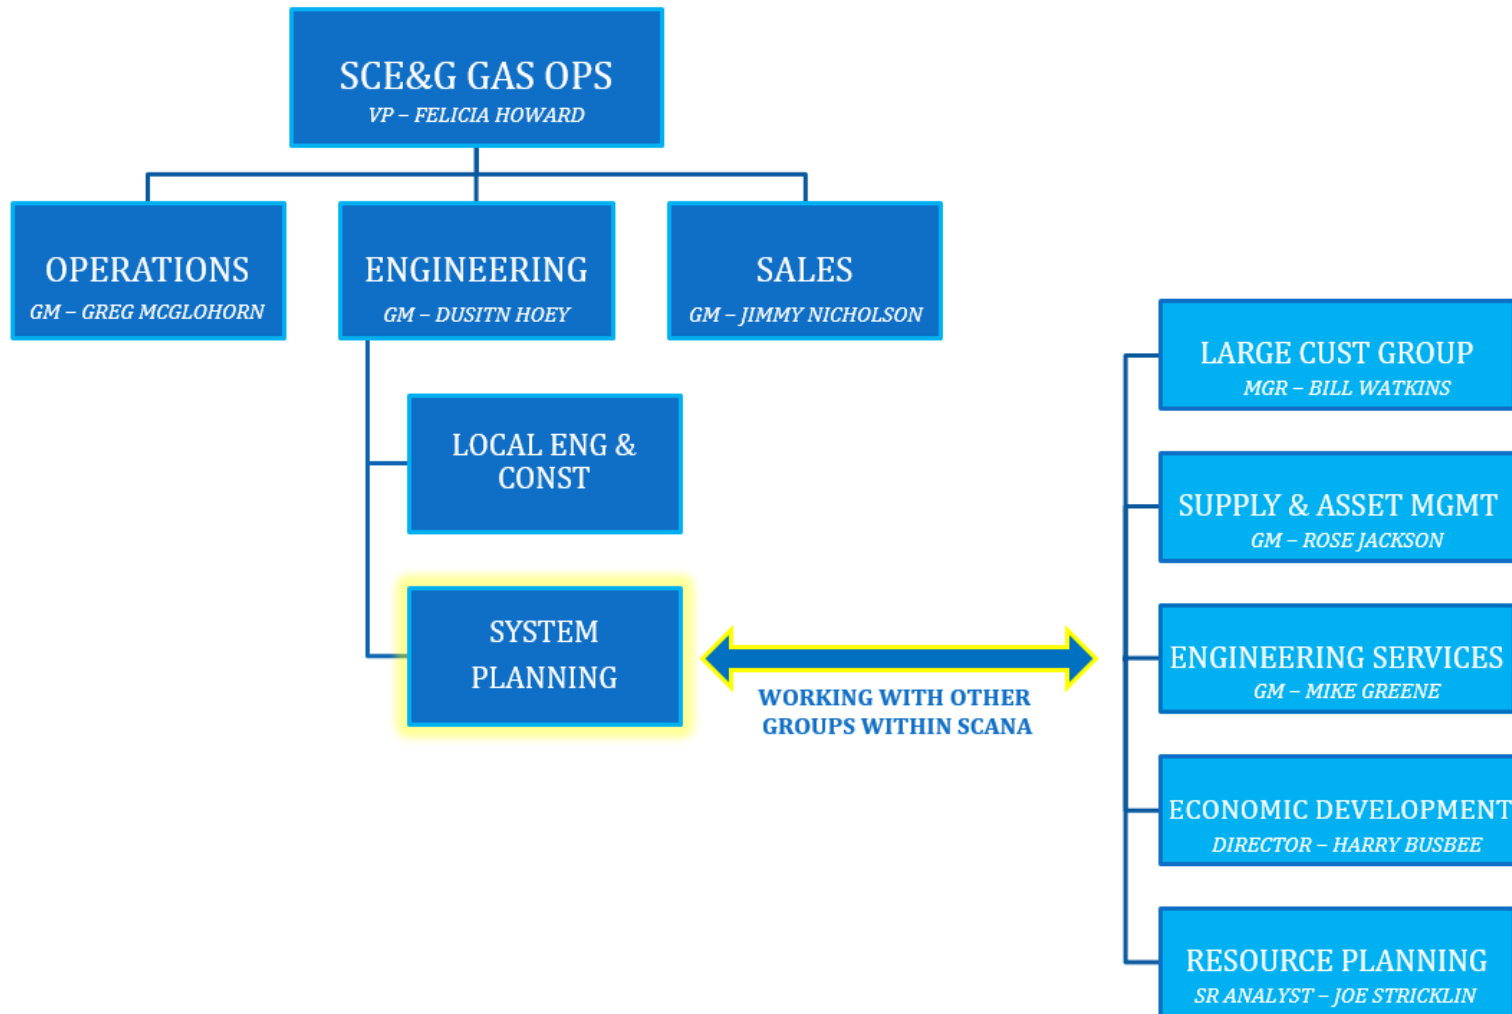 SCE&G GAS OPS
VP – FELICIA HOWARD
OPERATIONS
GM – GREG MCGLOHORN
ENGINEERING
GM – DUSITN HOEY
SALES
GM – JIMMY NICHOLSON
LOCAL ENG &
CONST
SYSTEM
PLANNING
WORKING WITH OTHER
GROUPS WITHIN SCANA
LARGE CUST GROUP
MGR – BILL WATKINS
SUPPLY & ASSET MGMT
GM – ROSE JACKSON
ENGINEERING SERVICES
GM – MIKE GREENE
ECONOMIC DEVELOPMENT
DIRECTOR – HARRY BUSBEE
RESOURCE PLANNING
SR ANALYST – JOE STRICKLIN